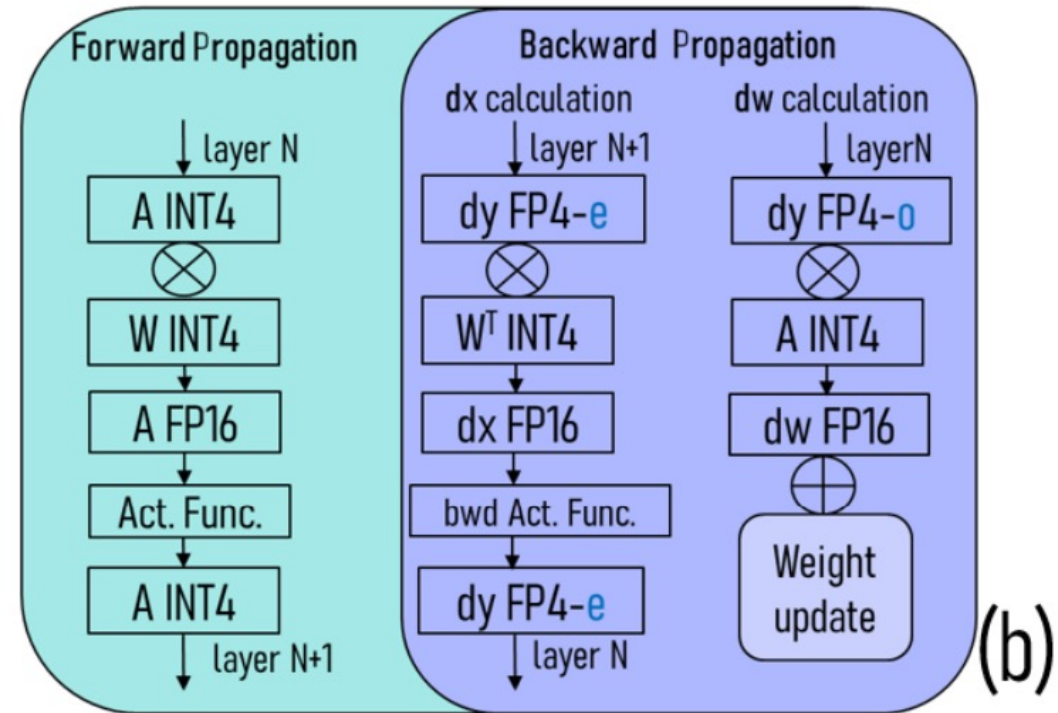 Forward Propagation
layer N
A INT4
W INT4
A FP16
Act. Func.
A INT4
layer N+1
Backward Propagation
dx calculation
layer N+1
dy FP4-e
Wᵀ INT4
dx FP16
bwd Act. Func.
dy FP4-e
layer N
dw calculation
layerN
dy FP4-o
A INT4
dw FP16
Weight
update
(b)